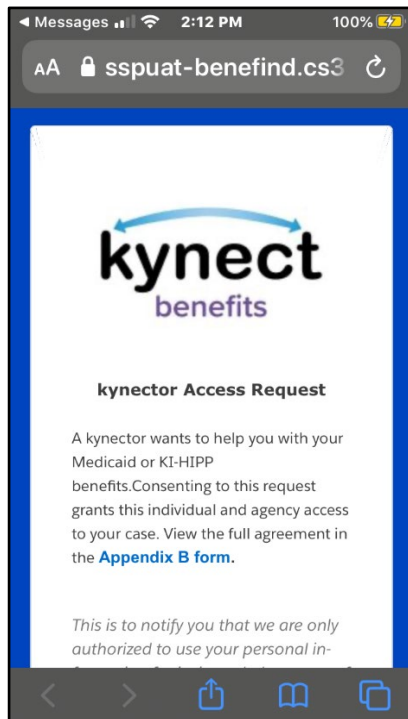 Messages 2:12 PM 100%
AA sspuat-benefind.cs3
kynect
benefits
kynector Access Request
A kynector wants to help you with your
Medicaid or KI-HIPP
benefits.Consenting to this request
grants this individual and agency access
to your case. View the full agreement in
the Appendix B form.
This is to notify you that we are only
authorized to use your personal in-